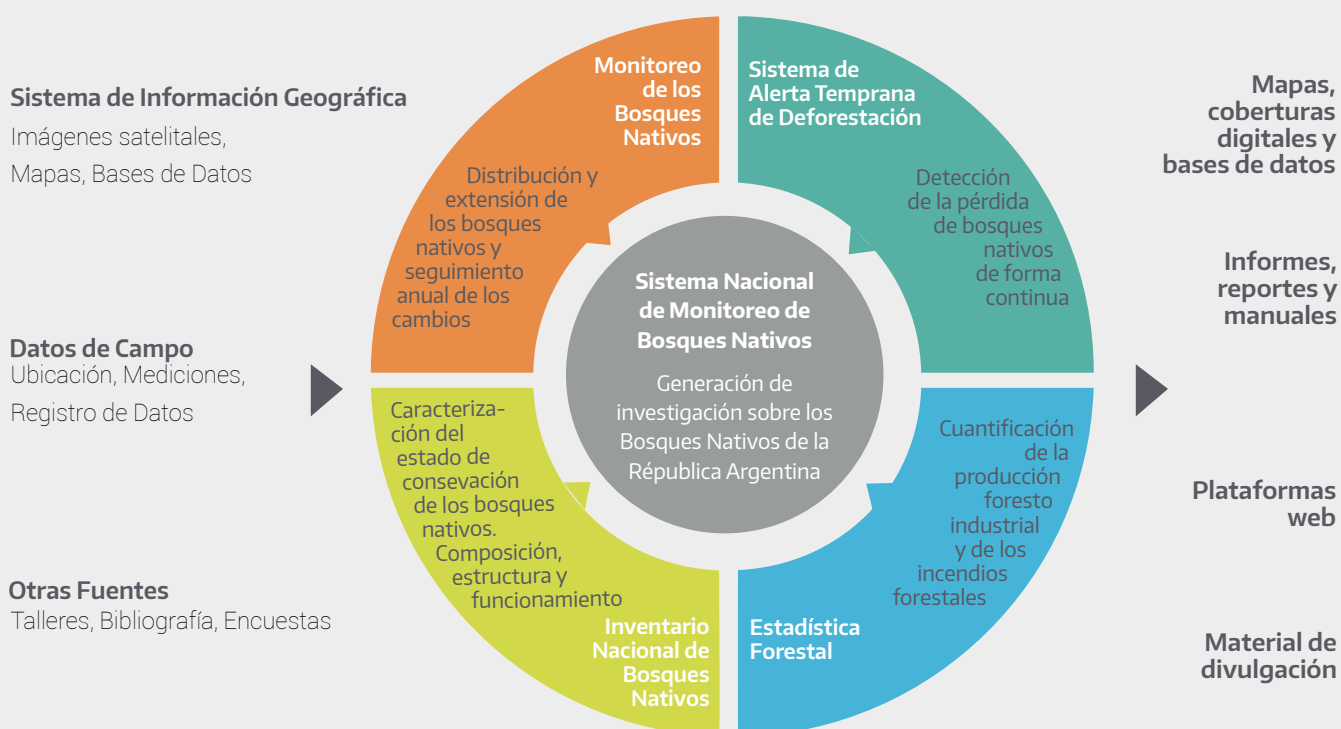 Sistema de Información Geográfica
Imágenes satelitales,
Mapas, Bases de Datos
Datos de Campo
Ubicación, Mediciones,
Registro de Datos
Otras Fuentes
Talleres, Bibliografía, Encuestas
Monitoreo
de los
Bosques
Nativos
Distribución y
extensión de
los bosques
nativos y
seguimiento
anual de los
cambios
Sistema de
Alerta Temprana
de Deforestación
Detección
de la pérdida
de bosques
nativos
de forma
continua
Sistema Nacional
de Monitoreo de
Bosques Nativos
Generación de
investigación sobre los
Bosques Nativos de la
Républica Argentina
Caracteriza-
ción del
estado de
consevación
de los bosques
nativos.
Composición,
estructura y
funcionamiento
Inventario
Nacional de
Bosques
Nativos
Cuantificación
de la
producción
foresto
industrial
y de los
incendios
forestales
Estadística
Forestal
Mapas,
coberturas
digitales y
bases de datos
Informes,
reportes y
manuales
Plataformas
web
Material de
divulgación